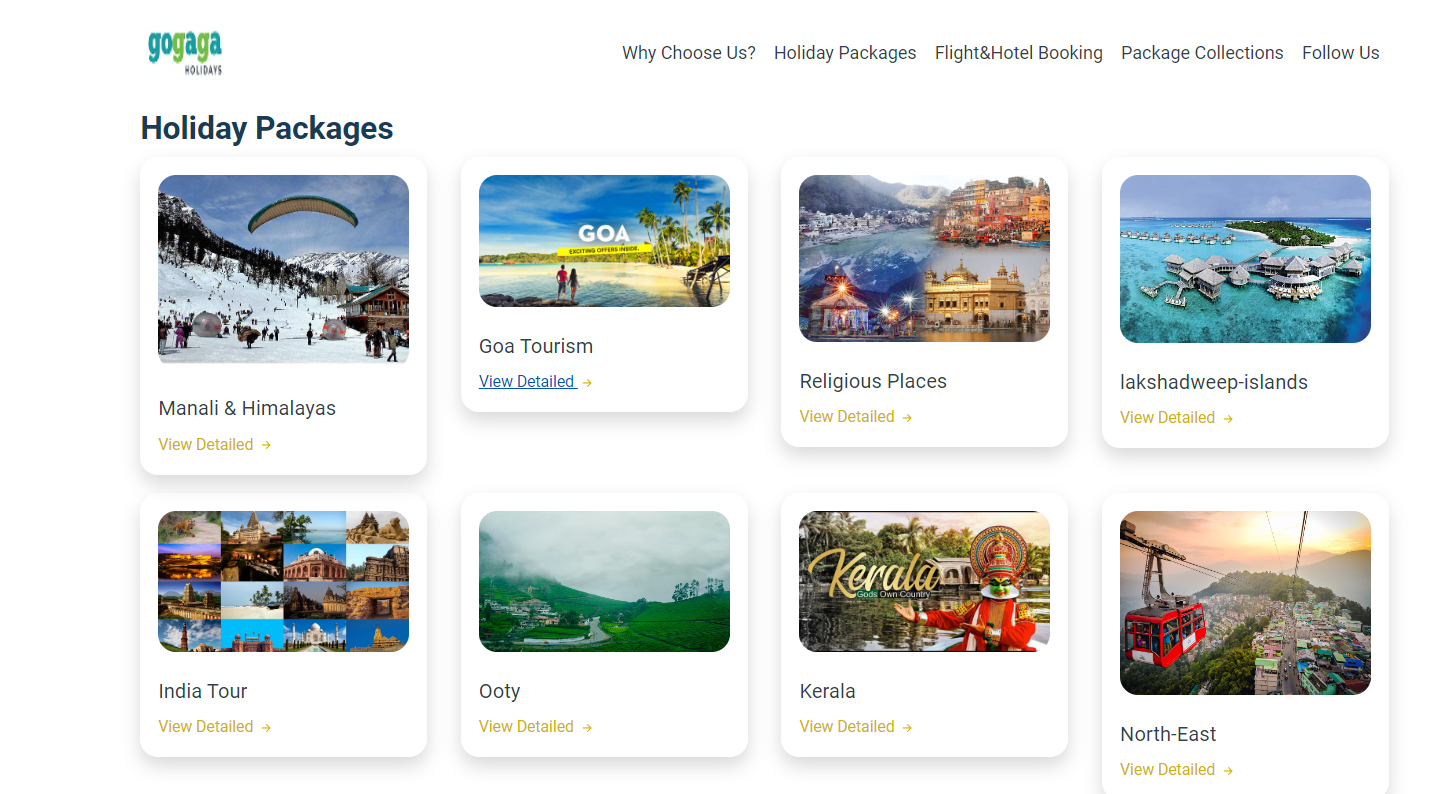 gogaga
HOLIDAYS
Why Choose Us? Holiday Packages Flight&Hotel Booking Package Collections Follow Us
Holiday Packages
GOA
EXCITING OFFERS INSIDE.
Manali & Himalayas
View Detailed →
Goa Tourism
View Detailed →
Religious Places
View Detailed →
lakshadweep-islands
View Detailed →
Kerala
Gods Own Country
India Tour
View Detailed →
Ooty
View Detailed →
Kerala
View Detailed →
North-East
View Detailed →